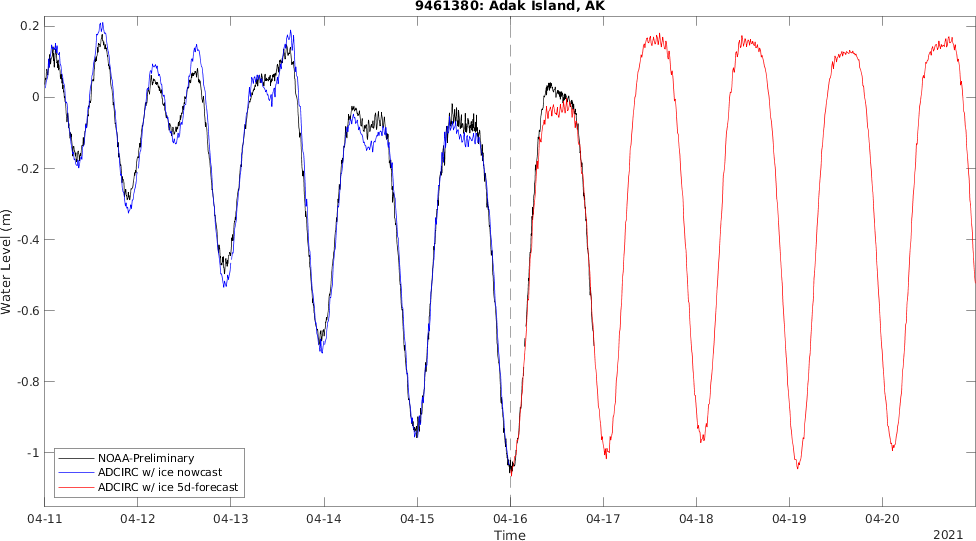 9461380: Adak Island, AK
0.2
0
-0.2
-0.4
-0.6
-0.8
-1
Water Level (m)
NOAA-Preliminary
ADCIRC w/ ice nowcast
ADCIRC w/ ice 5d-forecast
04-11 04-12 04-13 04-14 04-15 04-16 04-17 04-18 04-19 04-20
Time
2021